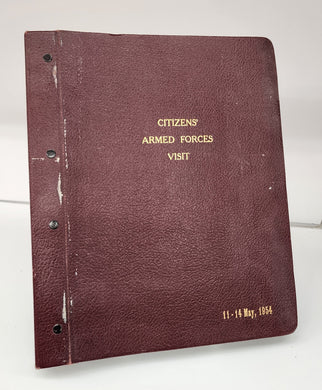 CITIZENS'
ARMED FORCES
VISIT
11-14 May, 1954